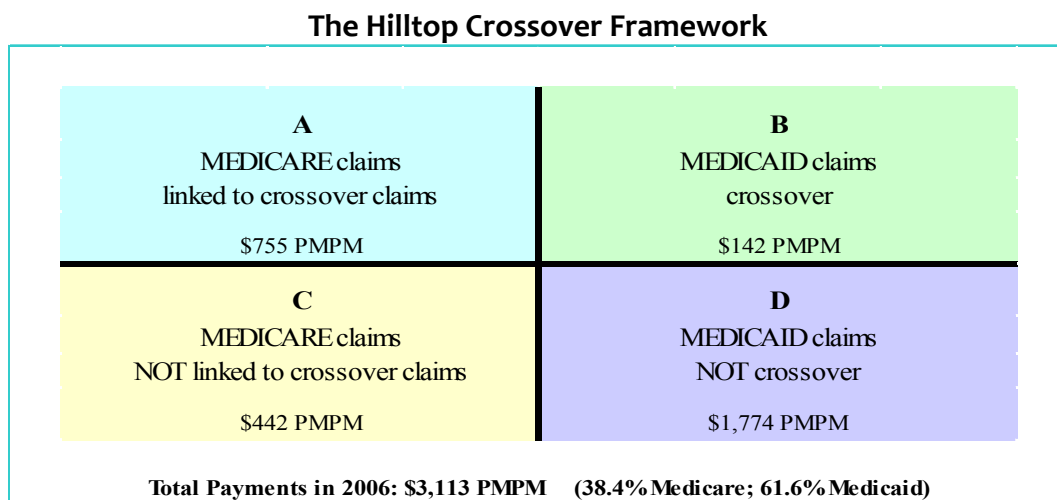 The Hilltop Crossover Framework
A
MEDICARE claims
linked to crossover claims
$755 PMPM
B
MEDICAID claims
crossover
$142 PMPM
C
MEDICARE claims
NOT linked to crossover claims
$442 PMPM
D
MEDICAID claims
NOT crossover
$1,774 PMPM
Total Payments in 2006: $3,113 PMPM (38.4% Medicare; 61.6% Medicaid)